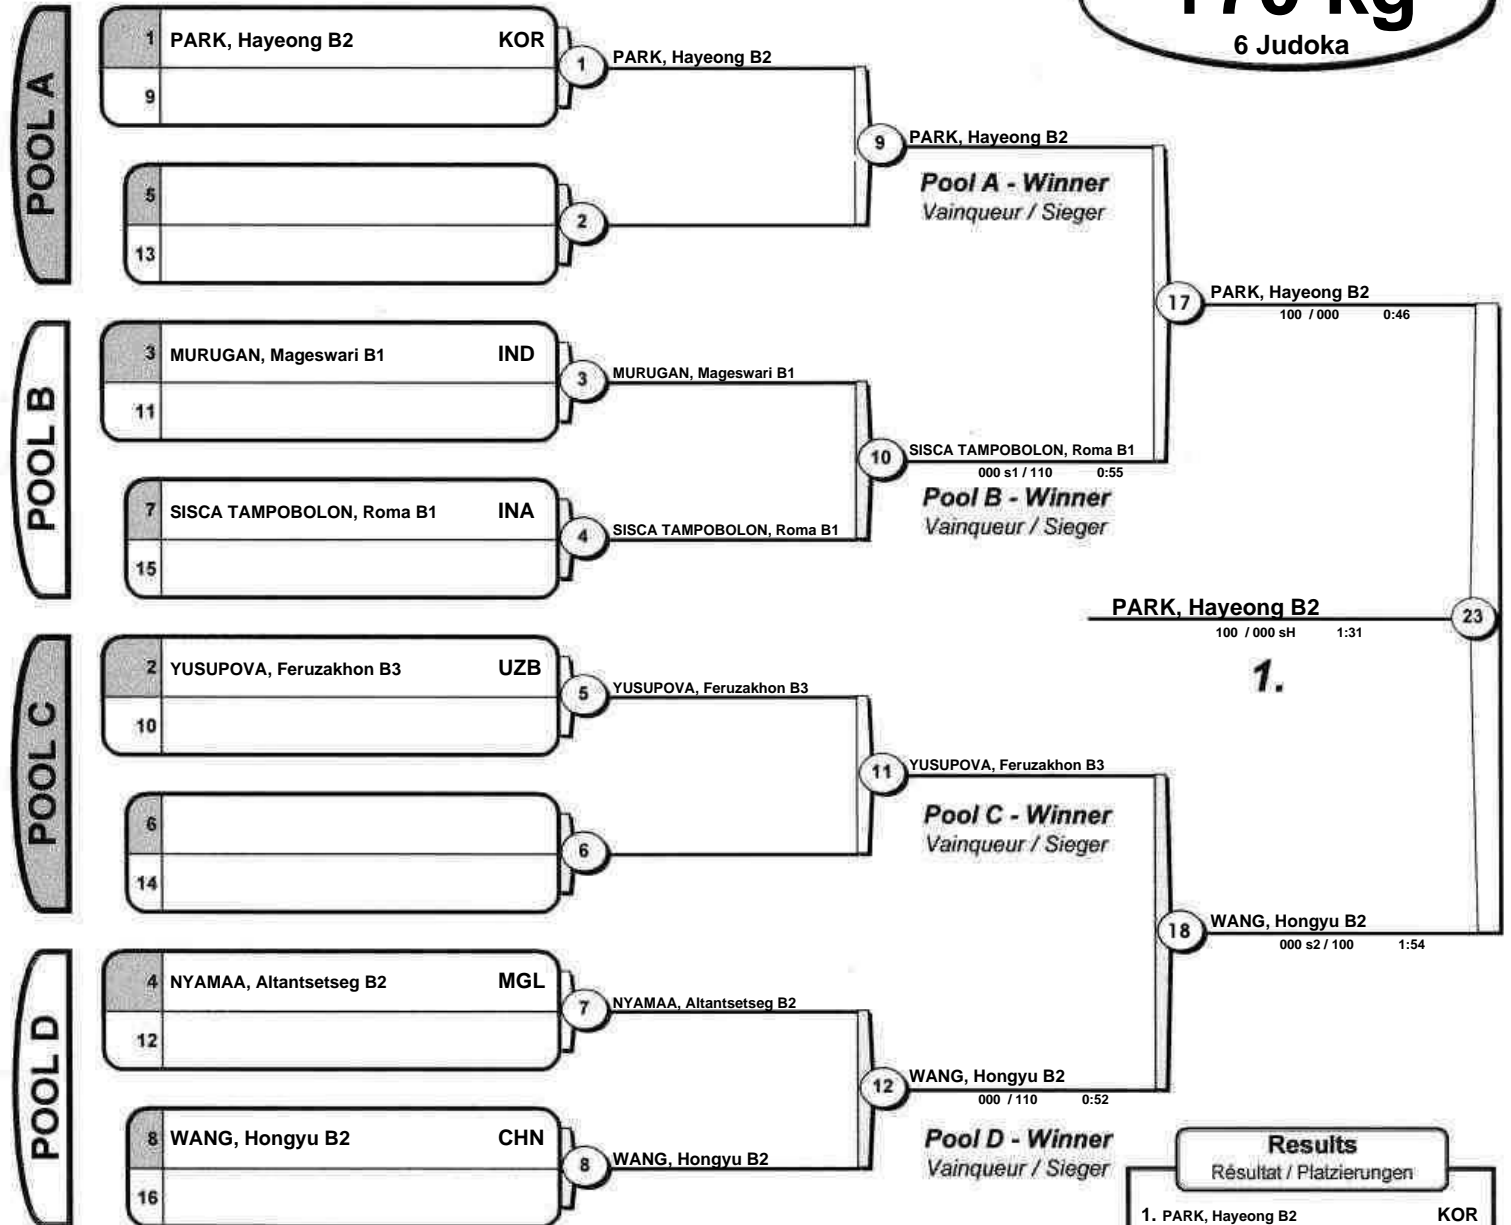 +70 kg
6 Judoka
POOL A
1 PARK, Hayeong B2 KOR
9
5
13
1 PARK, Hayeong B2
2
9 PARK, Hayeong B2
Pool A - Winner
Vainqueur / Sieger
POOL B
3 MURUGAN, Mageswari B1 IND
11
7 SISCA TAMPOBOLON, Roma B1 INA
15
3 MURUGAN, Mageswari B1
4 SISCA TAMPOBOLON, Roma B1
10 SISCA TAMPOBOLON, Roma B1
000 s1 / 110 0:55
Pool B - Winner
Vainqueur / Sieger
17 PARK, Hayeong B2
100 / 000 0:46
POOL C
2 YUSUPOVA, Feruzakhon B3 UZB
10
6
14
5 YUSUPOVA, Feruzakhon B3
6
11 YUSUPOVA, Feruzakhon B3
Pool C - Winner
Vainqueur / Sieger
POOL D
4 NYAMAA, Altantsetseg B2 MGL
12
8 WANG, Hongyu B2 CHN
16
7 NYAMAA, Altantsetseg B2
8 WANG, Hongyu B2
12 WANG, Hongyu B2
000 / 110 0:52
Pool D - Winner
Vainqueur / Sieger
18 WANG, Hongyu B2
000 s2 / 100 1:54
PARK, Hayeong B2 23
100 / 000 sH 1:31
1.
Results
Résultat / Platzierungen
1. PARK, Hayeong B2 KOR